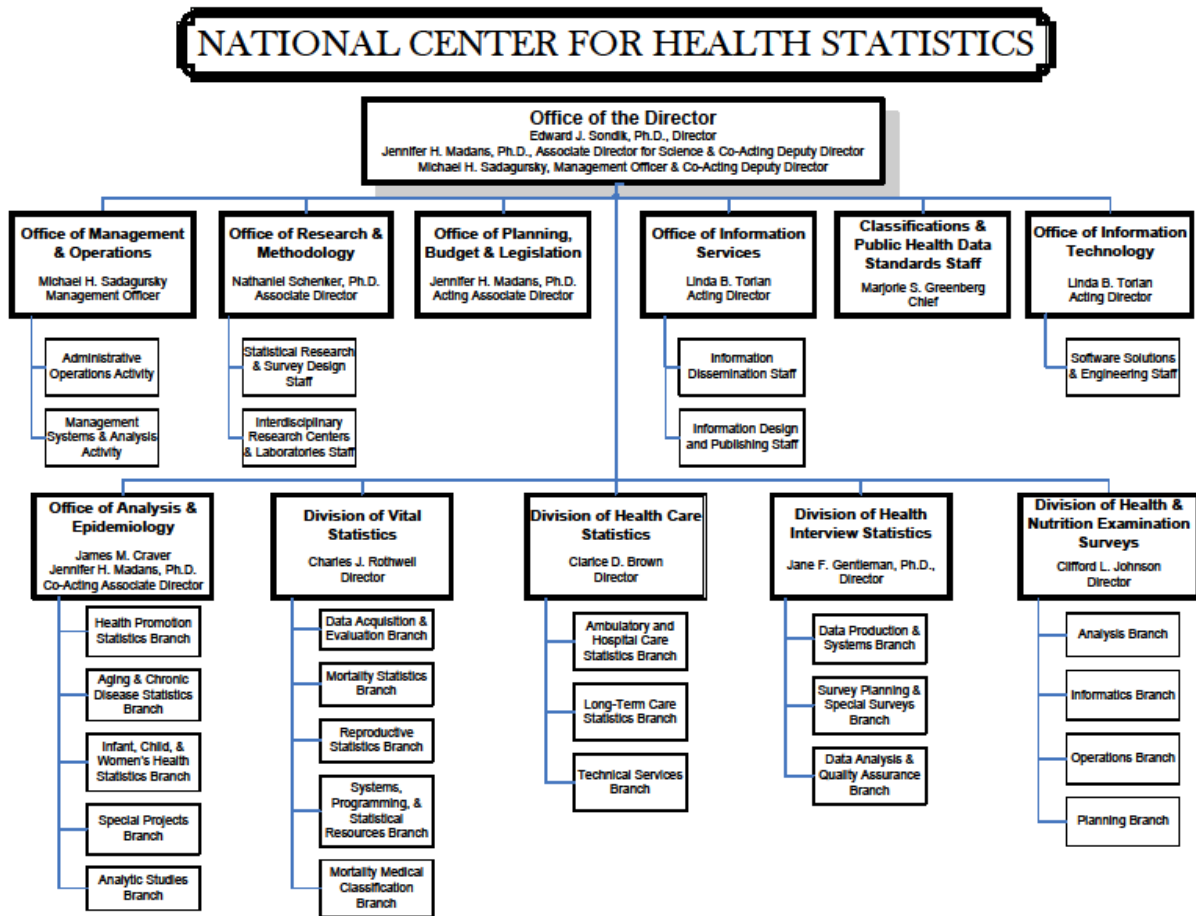 NATIONAL CENTER FOR HEALTH STATISTICS
Office of the Director
Edward J. Sondik, Ph.D., Director
Jennifer H. Madans, Ph.D., Associate Director for Science & Co-Acting Deputy Director
Michael H. Sadagursky, Management Officer & Co-Acting Deputy Director
Office of Management
& Operations
Michael H. Sadagursky
Management Officer
Office of Research &
Methodology
Nathaniel Schenker, Ph.D.
Associate Director
Office of Planning,
Budget & Legislation
Jennifer H. Madans, Ph.D.
Acting Associate Director
Office of Information
Services
Linda B. Torian
Acting Director
Classifications &
Public Health Data
Standards Staff
Marjorie S. Greenberg
Chief
Office of Information
Technology
Linda B. Torian
Acting Director
Administrative
Operations Activity
Management
Systems & Analysis
Activity
Statistical Research
& Survey Design
Staff
Interdisciplinary
Research Centers
& Laboratories Staff
Information
Dissemination Staff
Information Design
and Publishing Staff
Software Solutions
& Engineering Staff
Office of Analysis &
Epidemiology
James M. Craver
Jennifer H. Madans, Ph.D.
Co-Acting Associate Director
Division of Vital
Statistics
Charles J. Rothwell
Director
Division of Health Care
Statistics
Clarice D. Brown
Director
Division of Health
Interview Statistics
Jane F. Gentleman, Ph.D.,
Director
Division of Health &
Nutrition Examination
Surveys
Clifford L. Johnson
Director
Health Promotion
Statistics Branch
Aging & Chronic
Disease Statistics
Branch
Infant, Child, &
Women's Health
Statistics Branch
Special Projects
Branch
Analytic Studies
Branch
Data Acquisition &
Evaluation Branch
Mortality Statistics
Branch
Reproductive
Statistics Branch
Systems,
Programming, &
Statistical
Resources Branch
Mortality Medical
Classification
Branch
Ambulatory and
Hospital Care
Statistics Branch
Long-Term Care
Statistics Branch
Technical Services
Branch
Data Production &
Systems Branch
Survey Planning &
Special Surveys
Branch
Data Analysis &
Quality Assurance
Branch
Analysis Branch
Informatics Branch
Operations Branch
Planning Branch